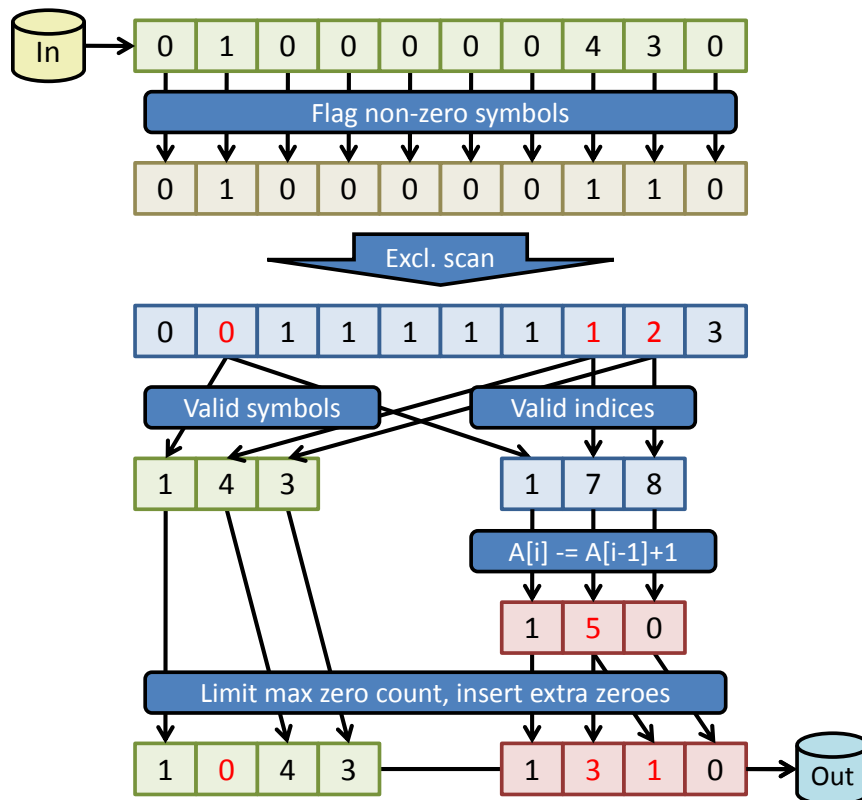 In
0 1 0 0 0 0 0 4 3 0
Flag non-zero symbols
0 1 0 0 0 0 0 1 1 0
Excl. scan
0 0 1 1 1 1 1 1 2 3
Valid symbols
Valid indices
1 4 3
1 7 8
A[i] -= A[i-1]+1
1 5 0
Limit max zero count, insert extra zeroes
1 0 4 3
1 3 1 0
Out